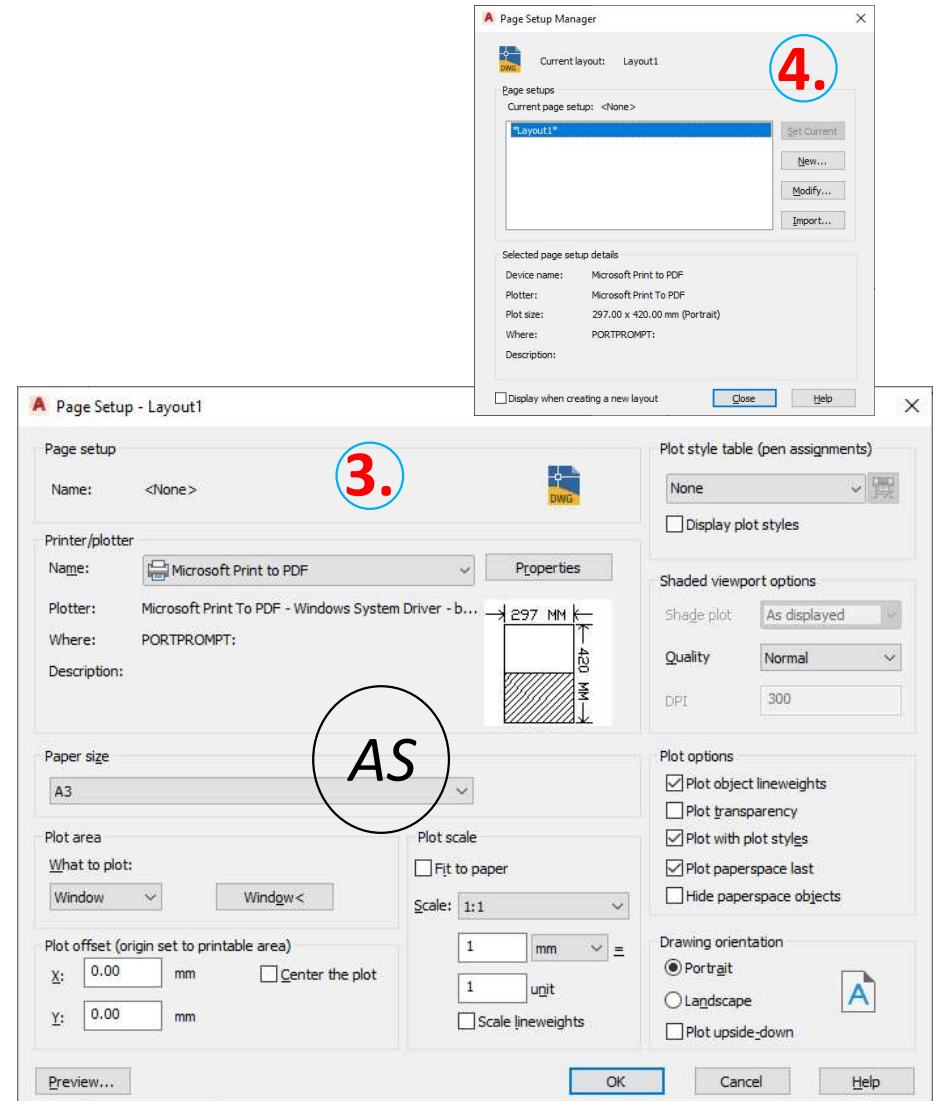 Page Setup Manager
4.
DWG
Current layout: Layout1
Page setups
Current page setup: <None>
*Layout1*
Set Current
New...
Modify...
Import...
Selected page setup details
Device name: Microsoft Print to PDF
Plotter: Microsoft Print To PDF
Plot size: 297.00 x 420.00 mm (Portrait)
Where: PORTPROMPT:
Description:
Display when creating a new layout
Close
Help
A Page Setup - Layout1
Page setup
3.
Name: <None>
DWG
Printer/plotter
Name: Microsoft Print to PDF
Properties
Plotter: Microsoft Print To PDF - Windows System Driver - b...
Where: PORTPROMPT:
Description:
297 MM
420 MM
AS
Paper size
A3
Plot area
What to plot:
Window
Window<
Plot offset (origin set to printable area)
X: 0.00 mm
Center the plot
Y: 0.00 mm
Plot scale
Fit to paper
Scale: 1:1
1 mm =
1 unit
Scale lineweights
Plot style table (pen assignments)
None
Display plot styles
Shaded viewport options
Shade plot As displayed
Quality Normal
DPI 300
Plot options
Plot object lineweights
Plot transparency
Plot with plot styles
Plot paperspace last
Hide paperspace objects
Drawing orientation
Portrait
Landscape
A
Plot upside-down
Preview...
OK
Cancel
Help